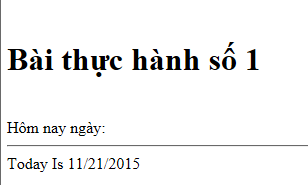 Bài thực hành số 1
Hôm nay ngày:
Today Is 11/21/2015